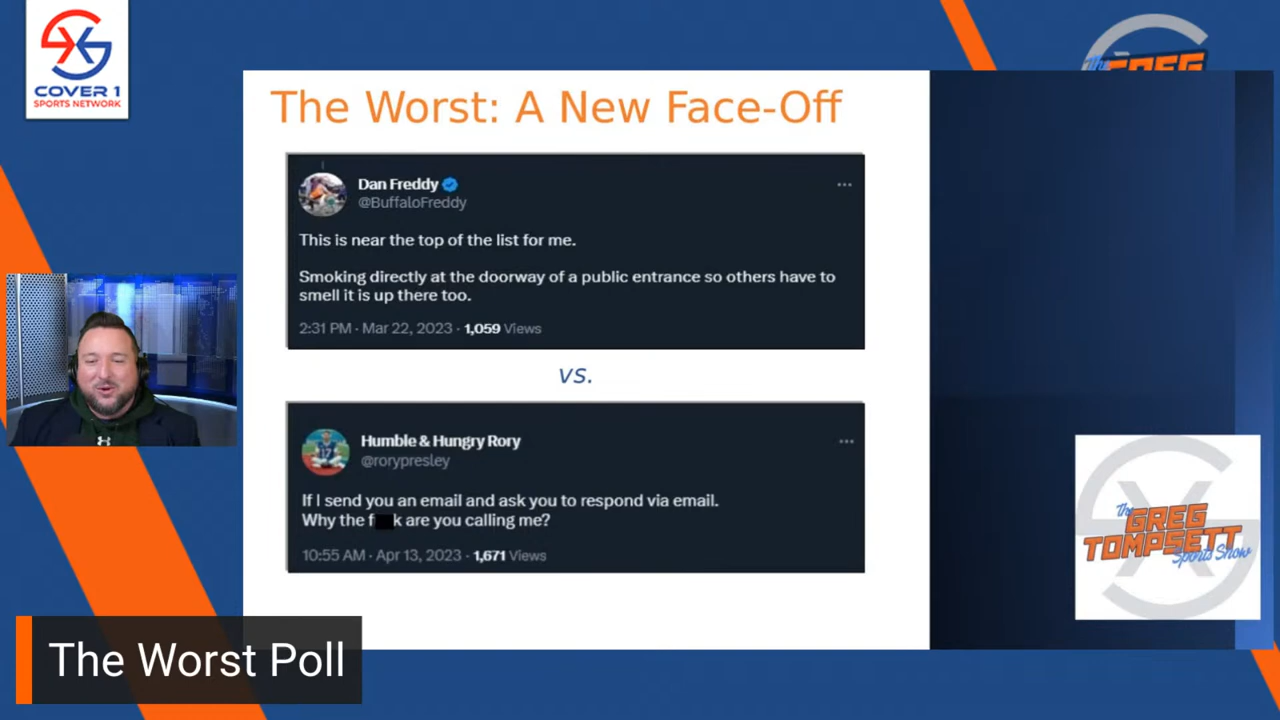 COVER 1
SPORTS NETWORK
The
GREG
The Worst: A New Face-Off
Dan Freddy
@BuffaloFreddy
This is near the top of the list for me.
Smoking directly at the doorway of a public entrance so others have to
smell it is up there too.
2:31 PM · Mar 22, 2023 · 1,059 Views
vs.
Humble & Hungry Rory
@rorypresley
If I send you an email and ask you to respond via email.
Why the f k are you calling me?
10:55 AM · Apr 13, 2023 · 1,671 Views
The
GREG
TOMPSETT
Sports Show
The Worst Poll